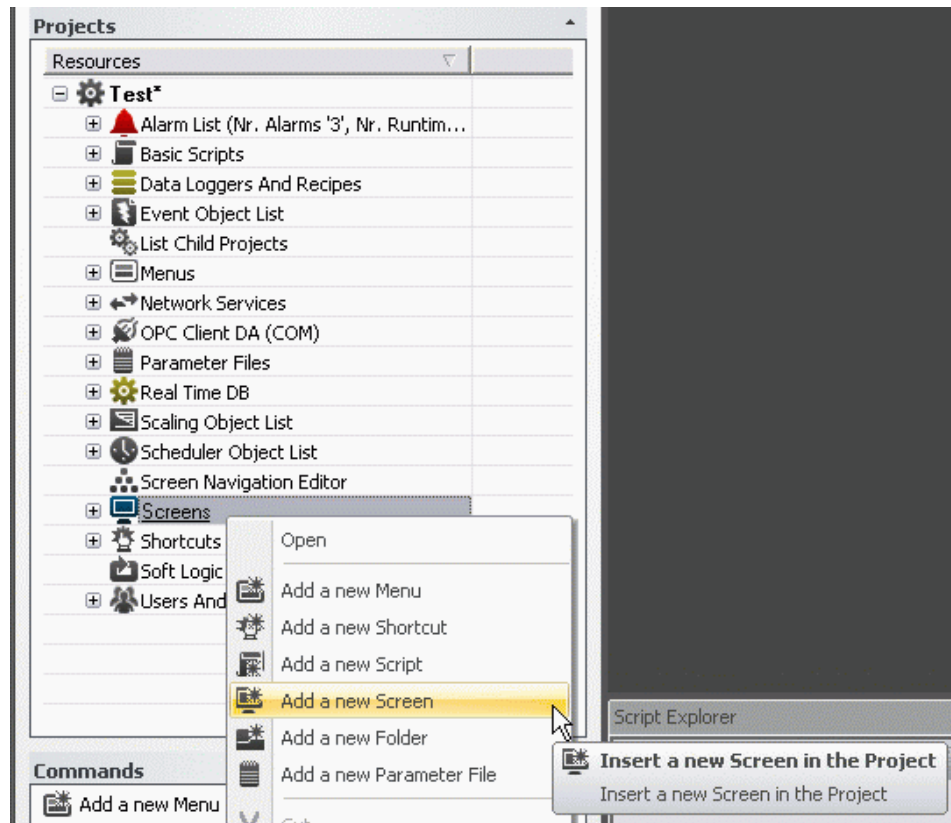 Projects
Resources
Test*
Alarm List (Nr. Alarms '3', Nr. Runtim...
Basic Scripts
Data Loggers And Recipes
Event Object List
List Child Projects
Menus
Network Services
OPC Client DA (COM)
Parameter Files
Real Time DB
Scaling Object List
Scheduler Object List
Screen Navigation Editor
Screens
Shortcuts
Soft Logic
Users And
Open
Add a new Menu
Add a new Shortcut
Add a new Script
Add a new Screen
Add a new Folder
Add a new Parameter File
Script Explorer
Insert a new Screen in the Project
Insert a new Screen in the Project
Commands
Add a new Menu